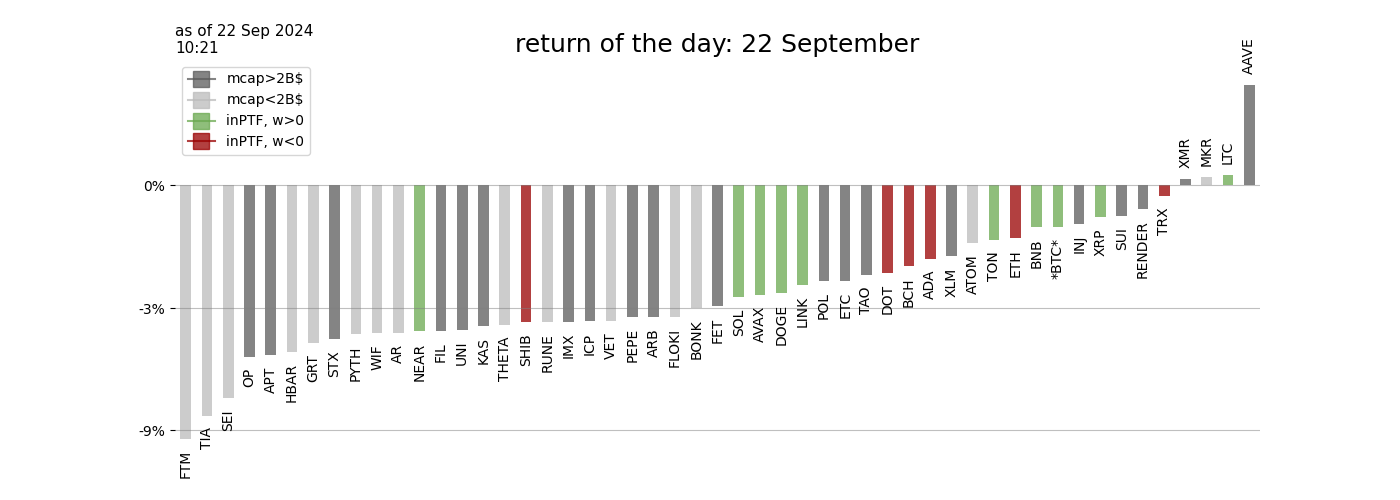 as of 22 Sep 2024
10:21
return of the day: 22 September
mcap>2B$
mcap<2B$
inPTF, w>0
inPTF, w<0
0%
-3%
-9%
FTM
TIA
SEI
OP
APT
HBAR
GRT
STX
PYTH
WIF
AR
NEAR
FIL
UNI
KAS
THETA
SHIB
RUNE
IMX
ICP
VET
PEPE
ARB
FLOKI
BONK
FET
SOL
AVAX
DOGE
LINK
POL
ETC
TAO
DOT
BCH
ADA
XLM
ATOM
TON
ETH
BNB
*BTC*
INJ
XRP
SUI
RENDER
TRX
XMR
MKR
LTC
AAVE